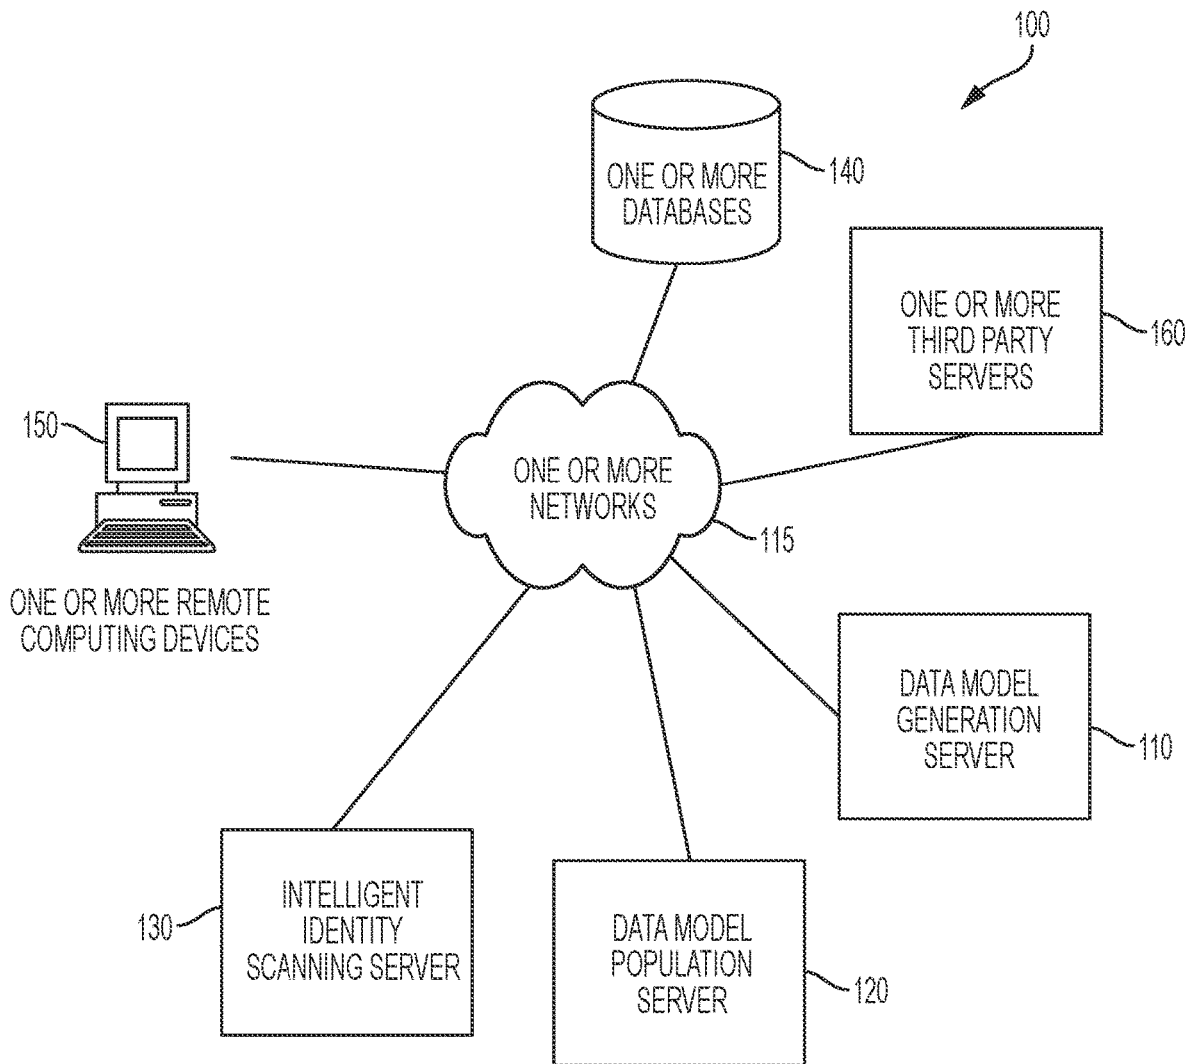 100
ONE OR MORE
DATABASES
140
ONE OR MORE
THIRD PARTY
SERVERS
160
150
ONE OR MORE REMOTE
COMPUTING DEVICES
ONE OR MORE
NETWORKS
115
DATA MODEL
GENERATION
SERVER
110
INTELLIGENT
IDENTITY
SCANNING SERVER
130
DATA MODEL
POPULATION
SERVER
120